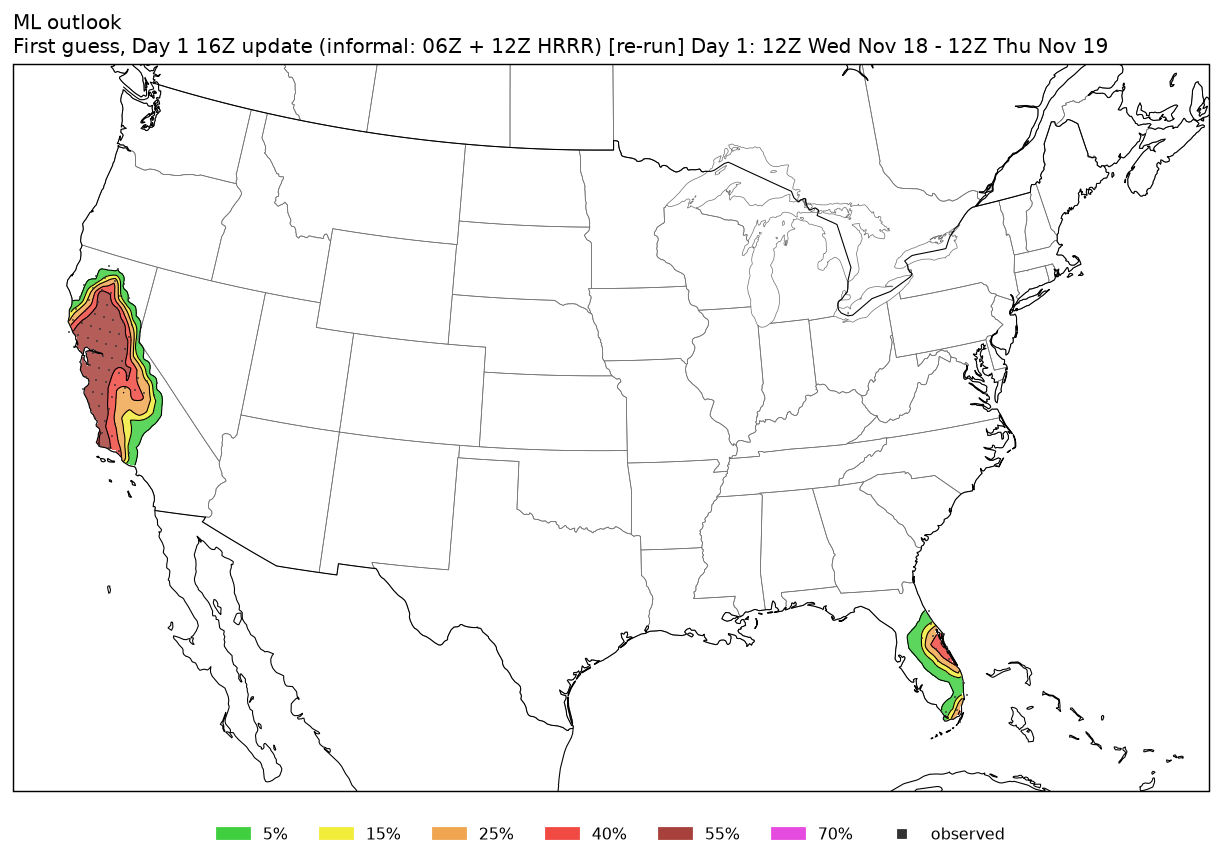 ML outlook
First guess, Day 1 16Z update (informal: 06Z + 12Z HRRR) [re-run] Day 1: 12Z Wed Nov 18 - 12Z Thu Nov 19
5% 15% 25% 40% 55% 70% observed